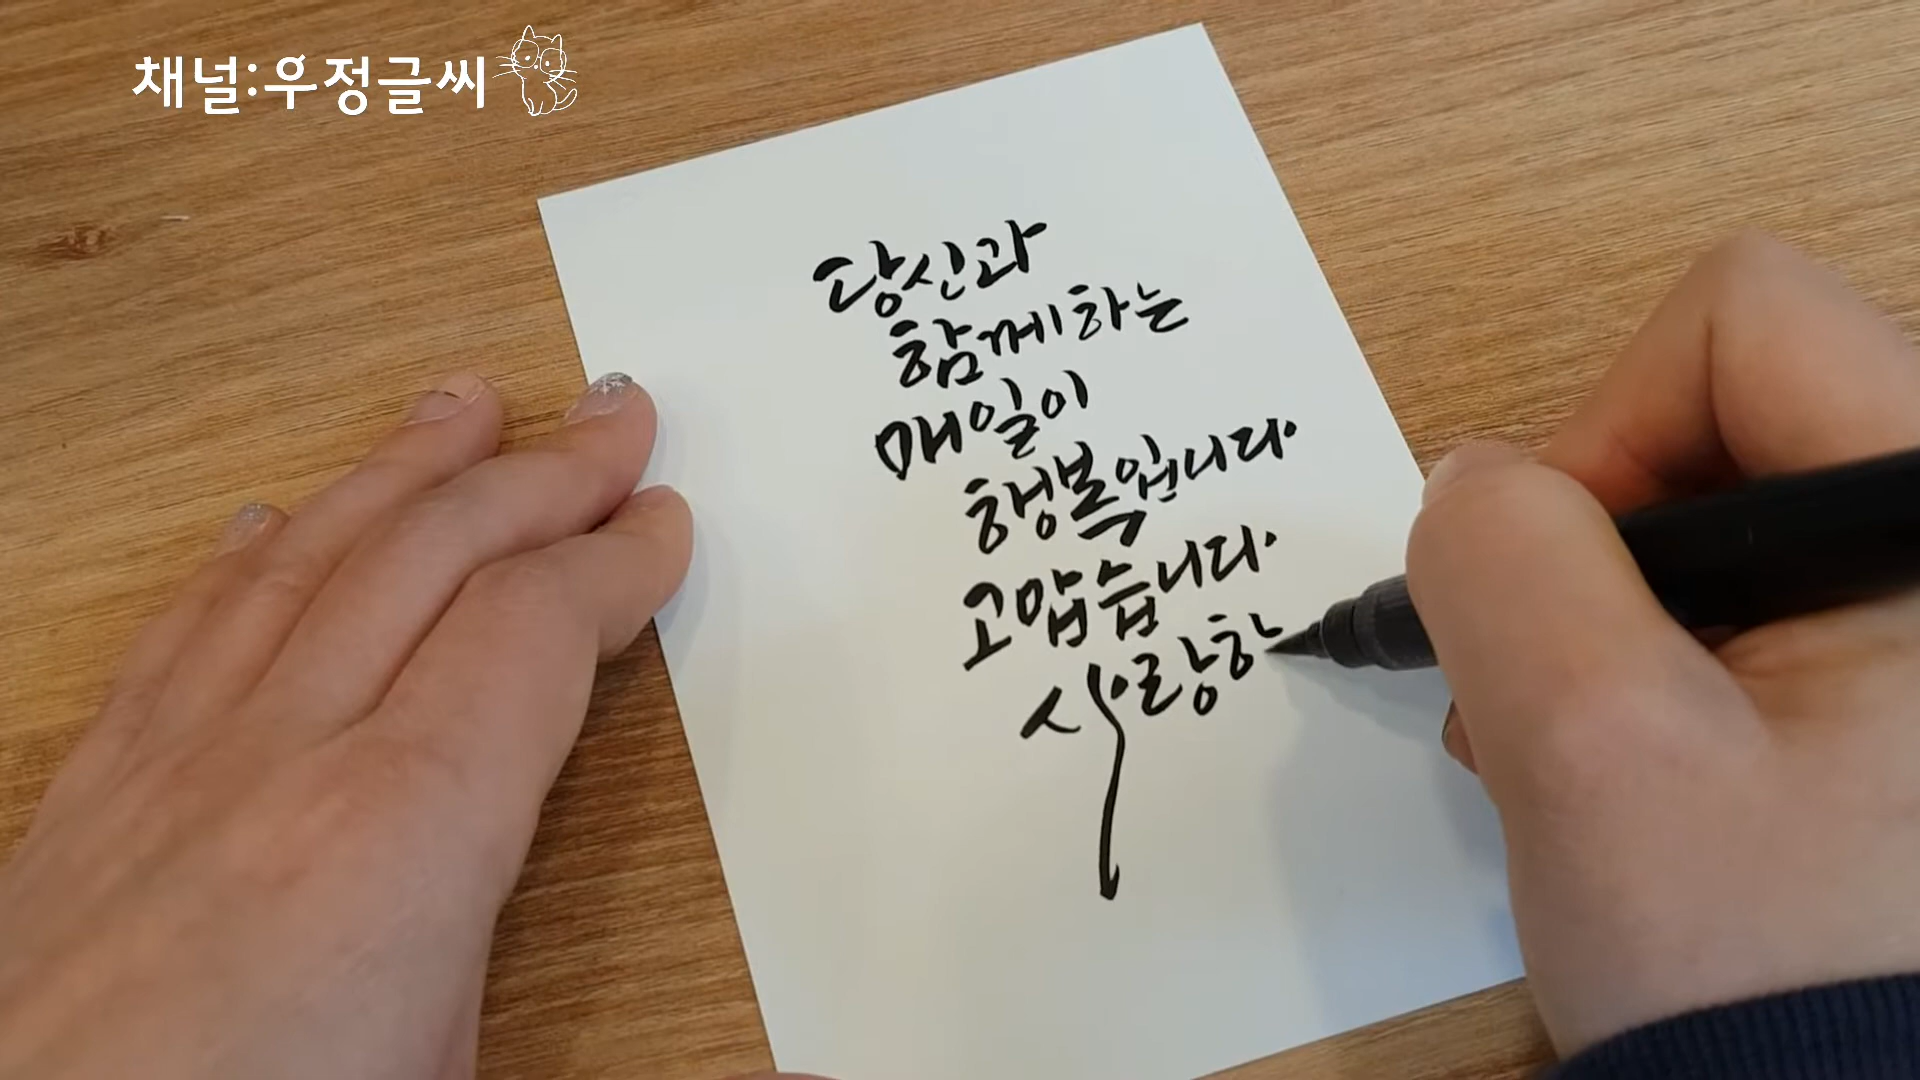 채널:우정글씨
당신과
함께하는
매일이
행복입니다.
고맙습니다.
사랑하